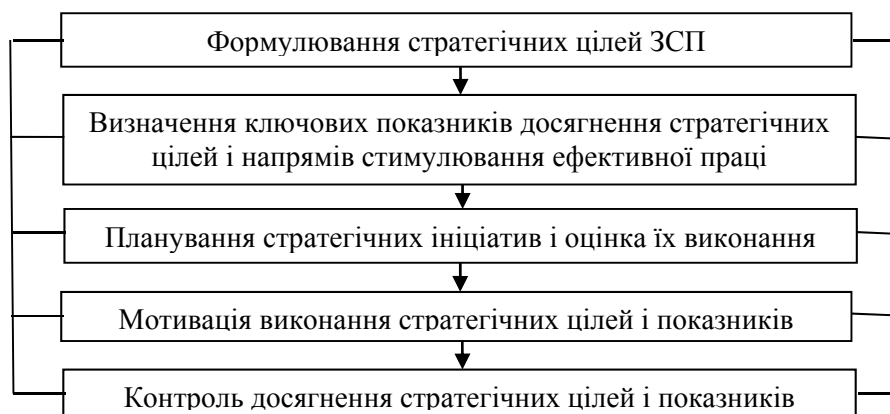 Формулювання стратегічних цілей ЗСП
Визначення ключових показників досягнення стратегічних
цілей і напрямів стимулювання ефективної праці
Планування стратегічних ініціатив і оцінка їх виконання
Мотивація виконання стратегічних цілей і показників
Контроль досягнення стратегічних цілей і показників